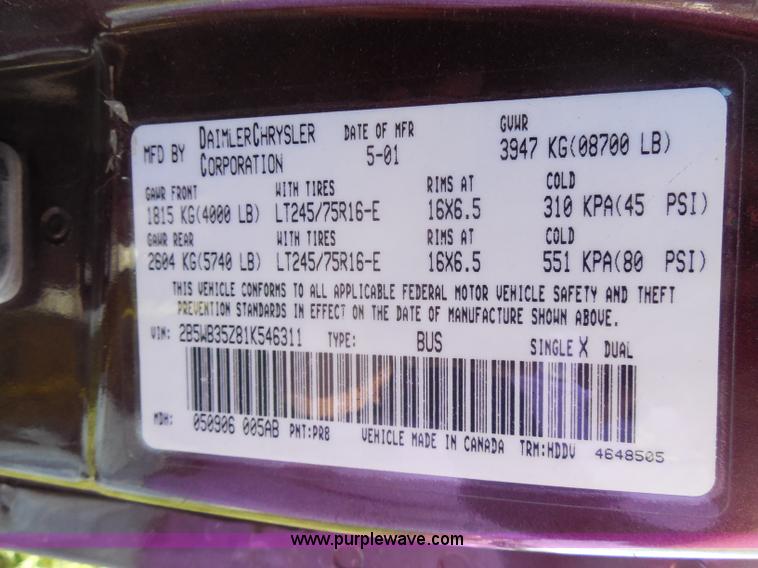 MFD BY DAIMLERCHRYSLER CORPORATION DATE OF MFR 5-01 GVWR 3947 KG(08700 LB)
GAWR FRONT WITH TIRES RIMS AT COLD
1815 KG(4000 LB) LT245/75R16-E 16X6.5 310 KPA(45 PSI)
GAWR REAR WITH TIRES RIMS AT COLD
2604 KG(5740 LB) LT245/75R16-E 16X6.5 551 KPA(80 PSI)
THIS VEHICLE CONFORMS TO ALL APPLICABLE FEDERAL MOTOR VEHICLE SAFETY AND THEFT
PREVENTION STANDARDS IN EFFECT ON THE DATE OF MANUFACTURE SHOWN ABOVE.
VIN: 2B5WB35Z81K546311 TYPE: BUS SINGLE X DUAL
MDH: 050906 005AB PNT:PR8 VEHICLE MADE IN CANADA TRM:HDDV 4648505
www.purplewave.com